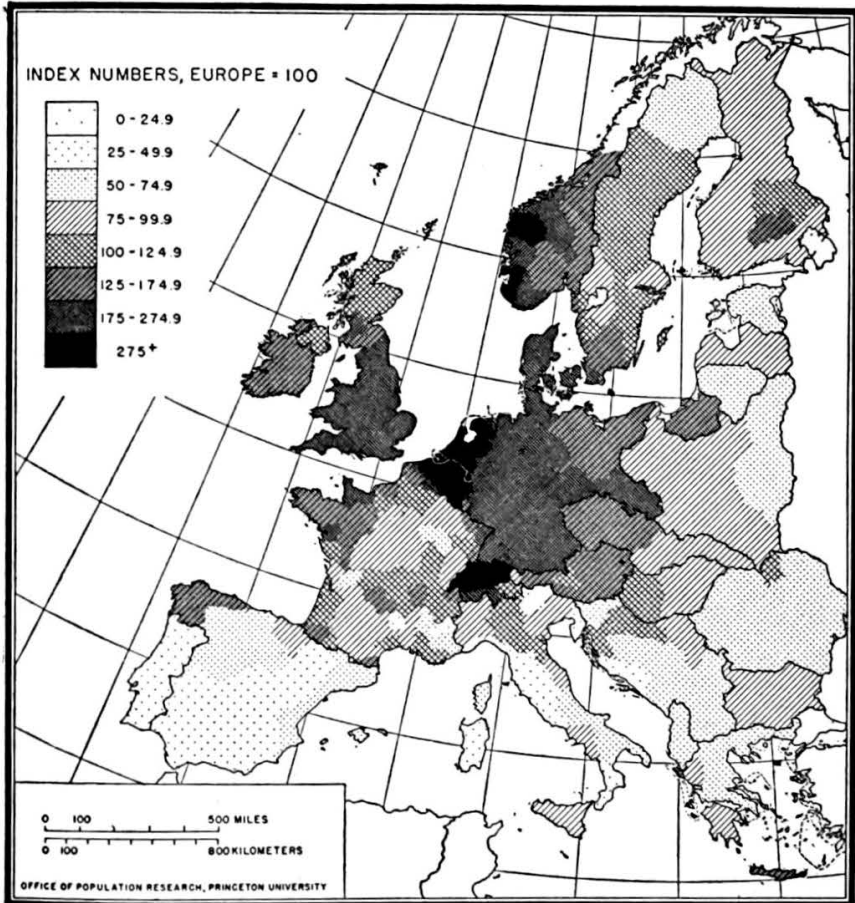 INDEX NUMBERS, EUROPE = 100
0-24.9
25-49.9
50-74.9
75-99.9
100-124.9
125-174.9
175-274.9
275+
0 100 500 MILES
0 100 800 KILOMETERS
OFFICE OF POPULATION RESEARCH, PRINCETON UNIVERSITY